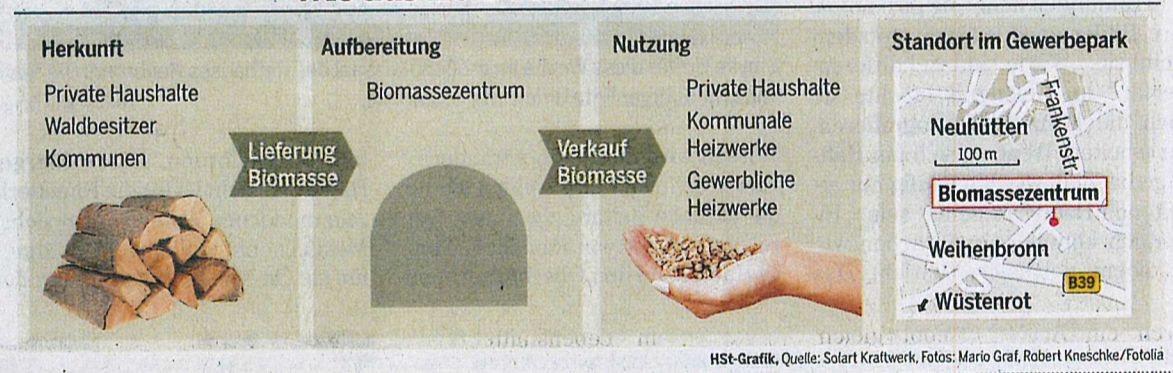 Herkunft
Private Haushalte
Waldbesitzer
Kommunen
Lieferung
Biomasse
Aufbereitung
Biomassezentrum
Verkauf
Biomasse
Nutzung
Private Haushalte
Kommunale
Heizwerke
Gewerbliche
Heizwerke
Standort im Gewerbepark
Frankenstr.
Neuhütten
100 m
Biomassezentrum
Weihenbronn
B39
Wüstenrot
HSt-Grafik, Quelle: Solart Kraftwerk, Fotos: Mario Graf, Robert Kneschke/Fotolia